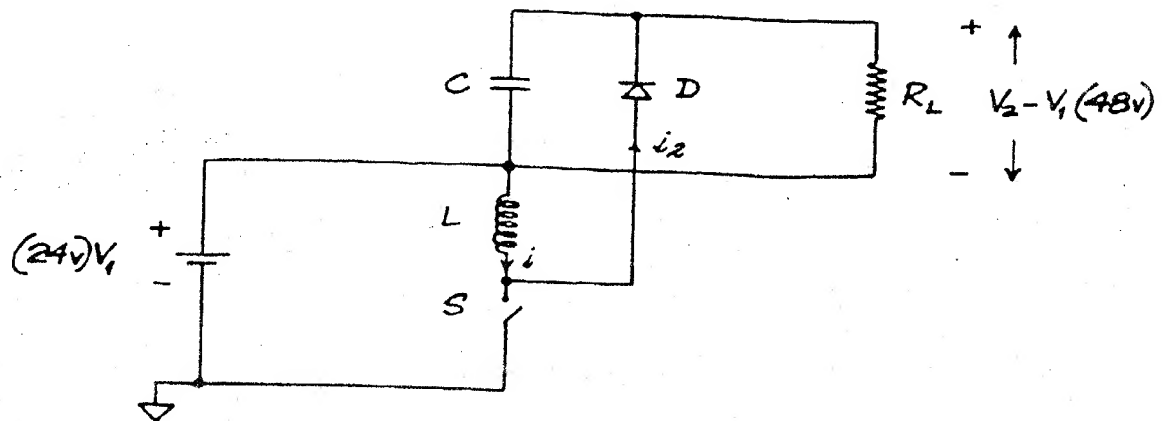 C
D
R_L
+
V_2 - V_1 (48v)
-
i_2
L
i
+
(24v) V_1
-
S